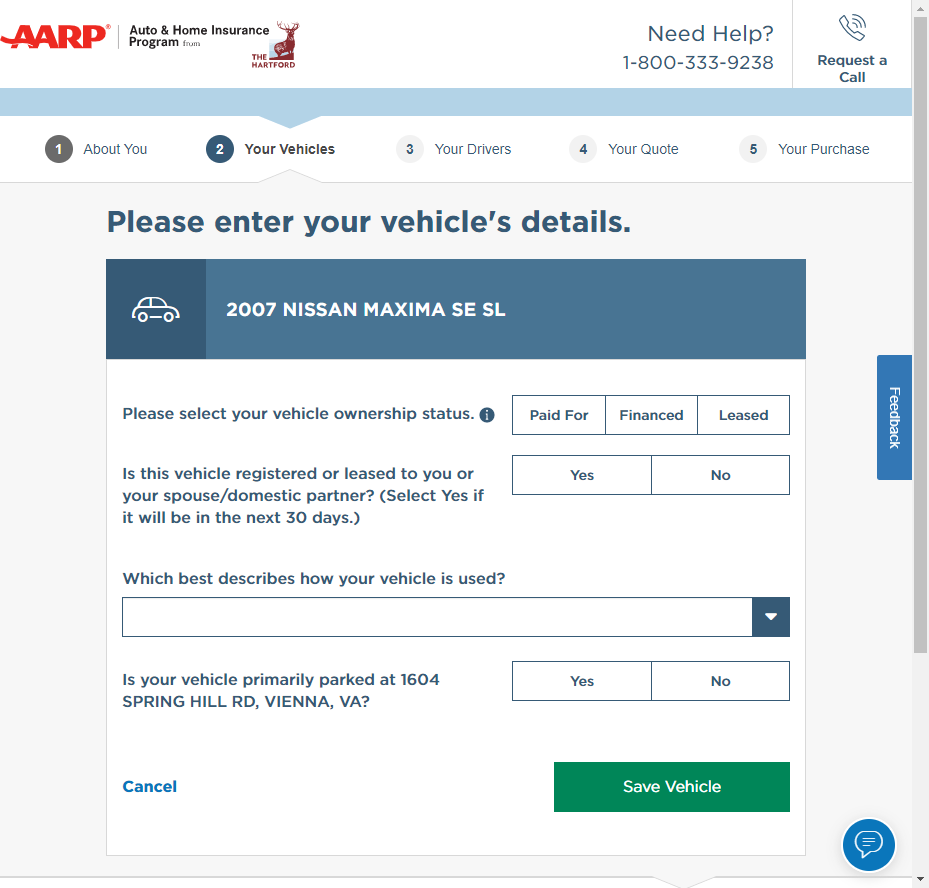 AARP® Auto & Home Insurance
Program from
THE
HARTFORD
Need Help?
1-800-333-9238
Request a
Call
1 About You
2 Your Vehicles
3 Your Drivers
4 Your Quote
5 Your Purchase
Please enter your vehicle's details.
2007 NISSAN MAXIMA SE SL
Please select your vehicle ownership status. i
Paid For Financed Leased
Is this vehicle registered or leased to you or
your spouse/domestic partner? (Select Yes if
it will be in the next 30 days.)
Yes No
Which best describes how your vehicle is used?
Is your vehicle primarily parked at 1604
SPRING HILL RD, VIENNA, VA?
Yes No
Cancel
Save Vehicle
Feedback